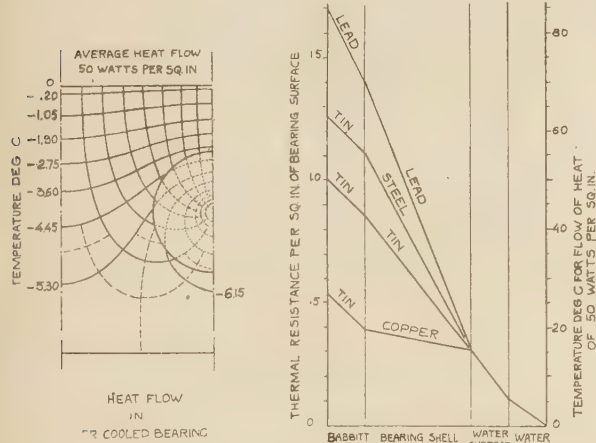 AVERAGE HEAT FLOW
50 WATTS PER SQ.IN
0
-.20
-1.05
-1.90
-2.75
-3.60
-4.45
-5.30
-6.15
TEMPERATURE DEG C
HEAT FLOW
IN
COOLED BEARING
THERMAL RESISTANCE PER SQ.IN. OF BEARING SURFACE
1.5
1.0
.5
0
LEAD
TIN
TIN
TIN
LEAD
STEEL
TIN
COPPER
80
60
40
20
0
TEMPERATURE DEG C FOR FLOW OF HEAT
OF 50 WATTS PER SQ.IN.
BABBITT BEARING SHELL WATER WATER